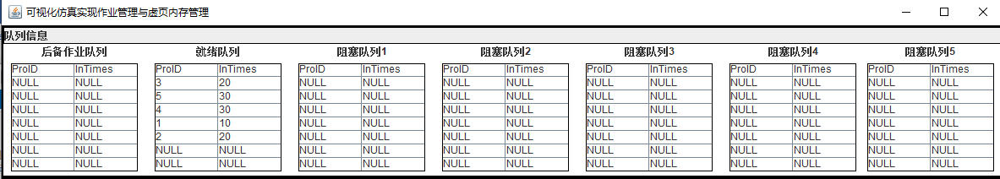 可视化仿真实现作业管理与虚页内存管理
队列信息
后备作业队列 就绪队列 阻塞队列1 阻塞队列2 阻塞队列3 阻塞队列4 阻塞队列5
ProID InTimes ProID InTimes ProID InTimes ProID InTimes ProID InTimes ProID InTimes ProID InTimes
NULL NULL 3 20 NULL NULL NULL NULL NULL NULL NULL NULL NULL NULL
NULL NULL 5 30 NULL NULL NULL NULL NULL NULL NULL NULL NULL NULL
NULL NULL 4 30 NULL NULL NULL NULL NULL NULL NULL NULL NULL NULL
NULL NULL 1 10 NULL NULL NULL NULL NULL NULL NULL NULL NULL NULL
NULL NULL 2 20 NULL NULL NULL NULL NULL NULL NULL NULL NULL NULL
NULL NULL NULL NULL NULL NULL NULL NULL NULL NULL NULL NULL NULL NULL
NULL NULL NULL NULL NULL NULL NULL NULL NULL NULL NULL NULL NULL NULL